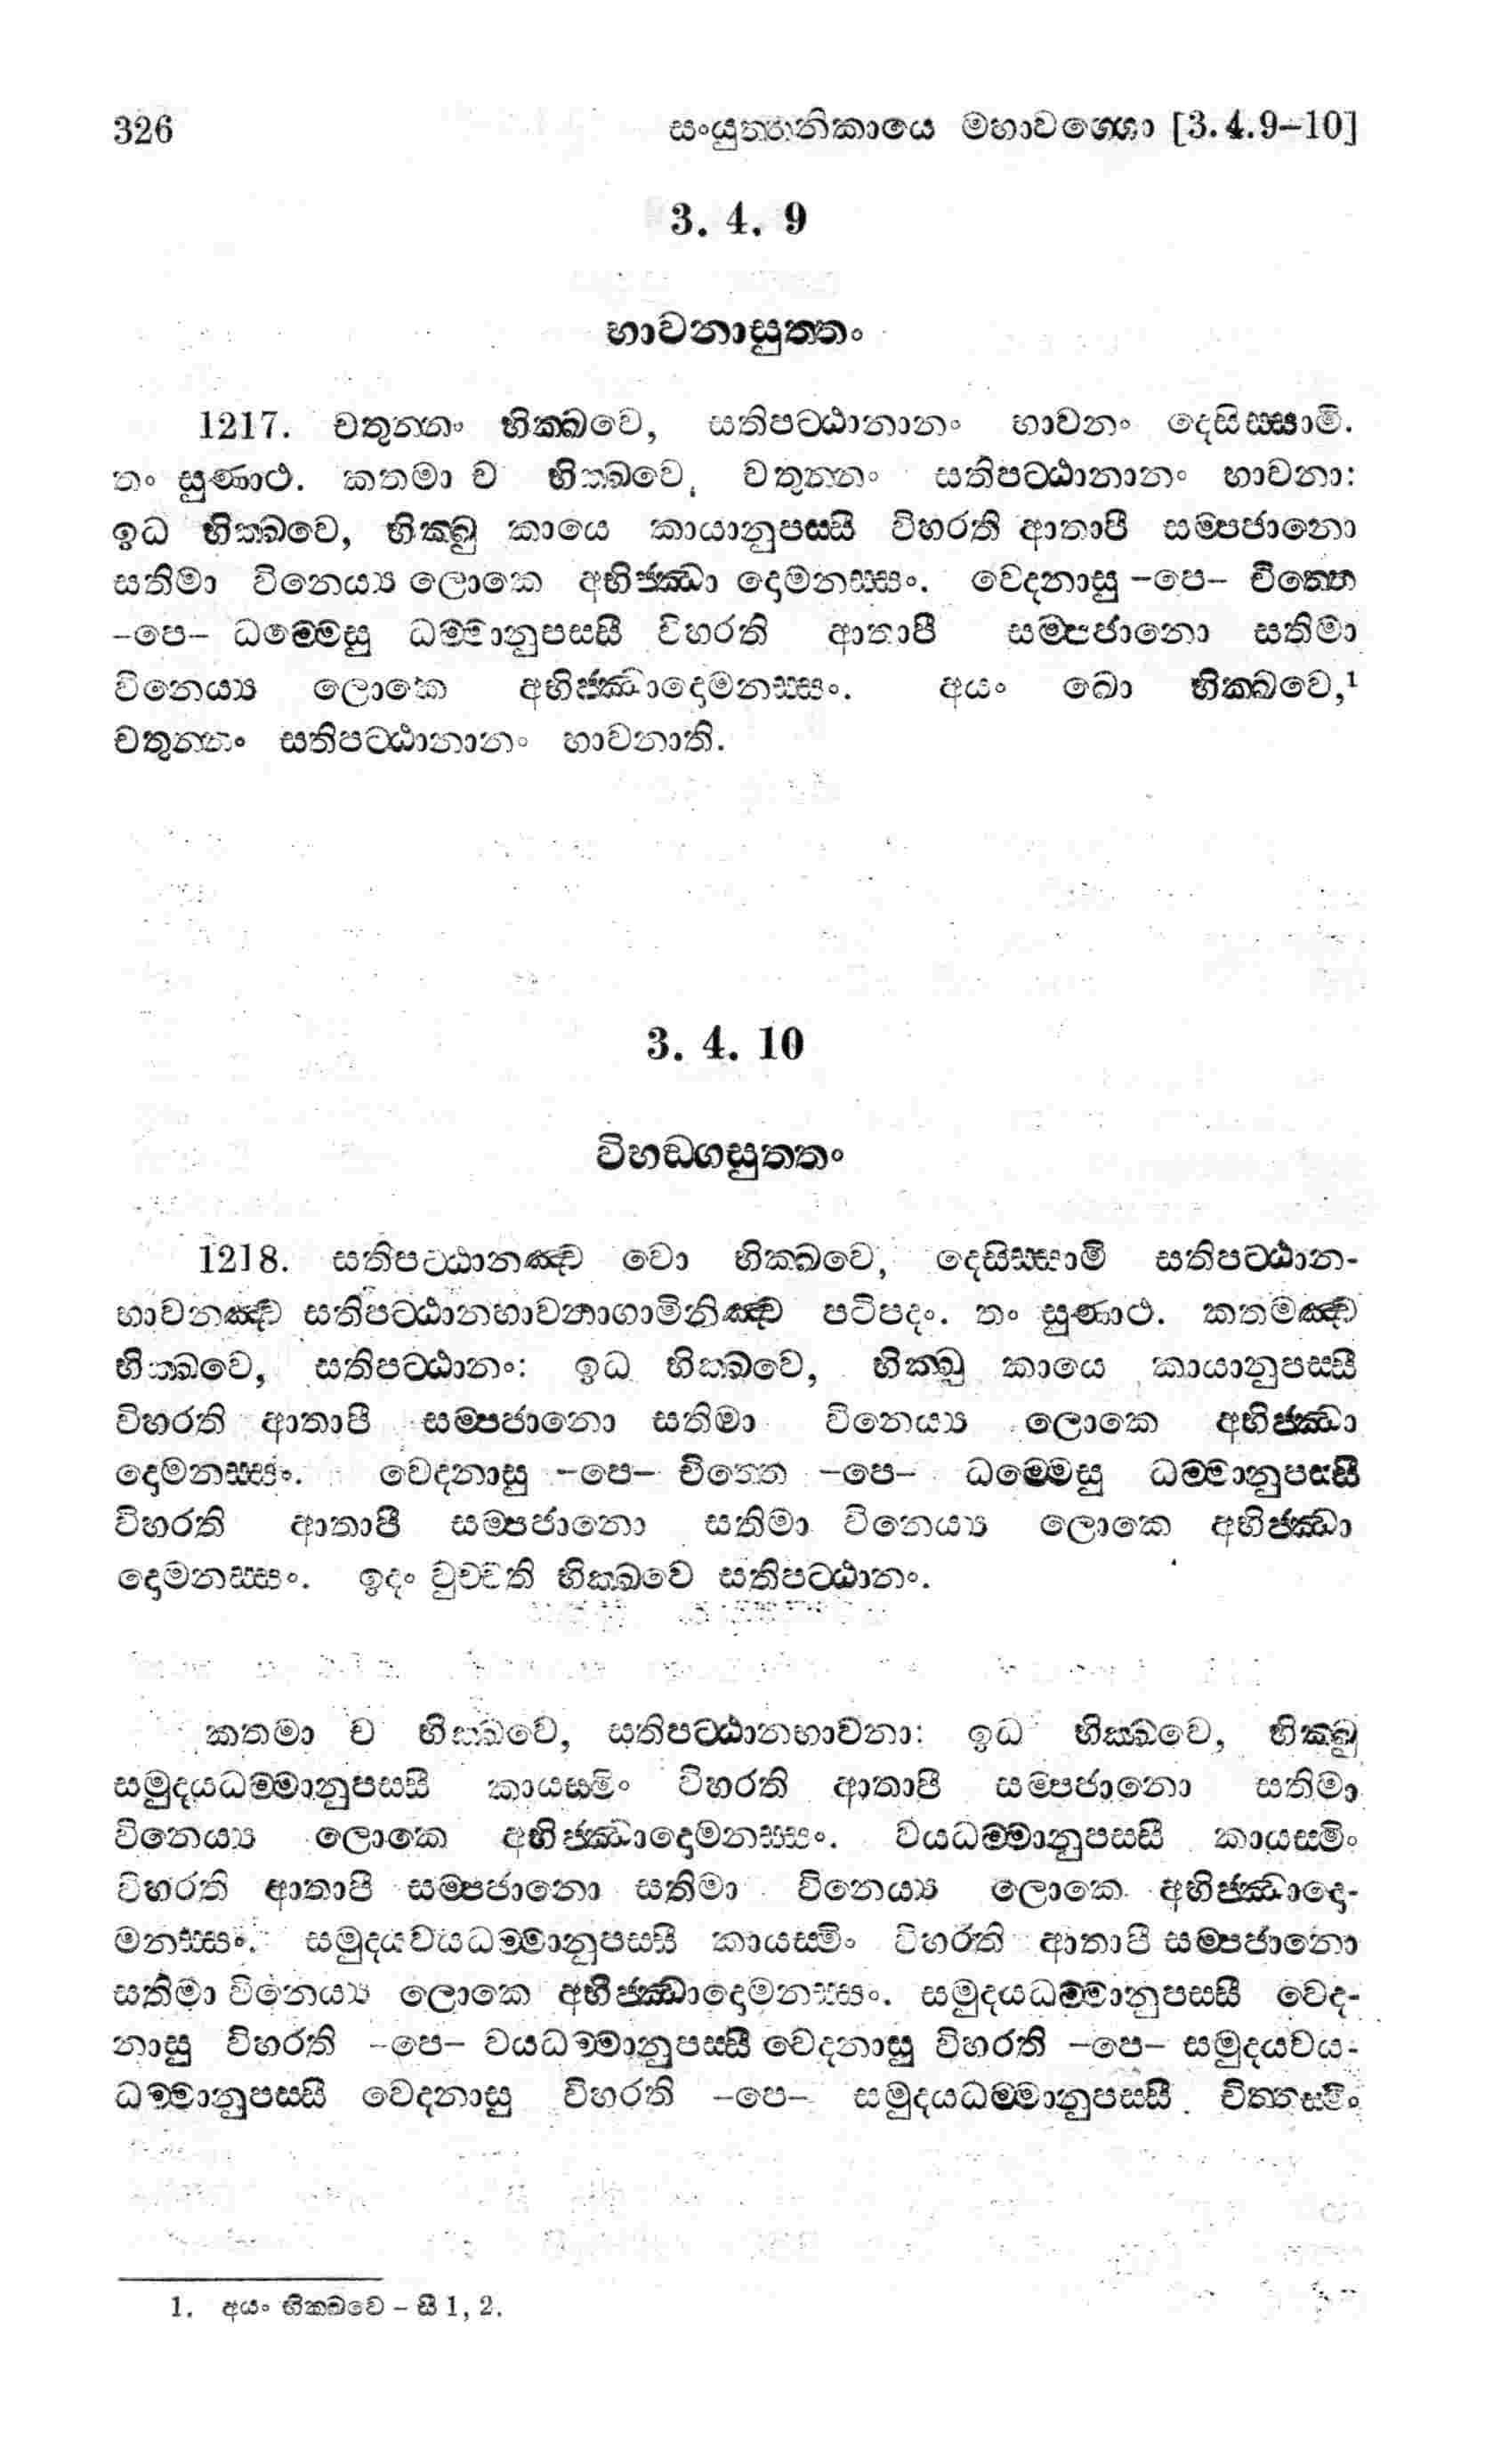 326 සංයුත්තනිකායෙ මහාවග්ගො [3.4.9–10]
3. 4. 9
භාවනාසුත්තං
1217. චතුන්නං භික්ඛවෙ, සතිපට්ඨානානං භාවනං දෙසිස්සාමි.
තං සුණාථ. කතමා ච භික්ඛවෙ, චතුන්නං සතිපට්ඨානානං භාවනා:
ඉධ භික්ඛවෙ, භික්ඛු කායෙ කායානුපස්සී විහරති ආතාපී සම්පජානො
සතිමා විනෙය්‍ය ලොකෙ අභිජ්ඣා දොමනස්සං. වෙදනාසු –පෙ– චිත්තෙ
–පෙ– ධම්මෙසු ධම්මානුපස්සී විහරති ආතාපී සම්පජානො සතිමා
විනෙය්‍ය ලොකෙ අභිජ්ඣාදොමනස්සං. අයං ඛො භික්ඛවෙ,¹
චතුන්නං සතිපට්ඨානානං භාවනාති.
3. 4. 10
විභඞ්ගසුත්තං
1218. සතිපට්ඨානඤ්ච වො භික්ඛවෙ, දෙසිස්සාමි සතිපට්ඨාන-
භාවනඤ්ච සතිපට්ඨානභාවනාගාමිනිඤ්ච පටිපදං. තං සුණාථ. කතමඤ්ච
භික්ඛවෙ, සතිපට්ඨානං: ඉධ භික්ඛවෙ, භික්ඛු කායෙ කායානුපස්සී
විහරති ආතාපී සම්පජානො සතිමා විනෙය්‍ය ලොකෙ අභිජ්ඣා
දොමනස්සං. වෙදනාසු –පෙ– චිත්තෙ –පෙ– ධම්මෙසු ධම්මානුපස්සී
විහරති ආතාපී සම්පජානො සතිමා විනෙය්‍ය ලොකෙ අභිජ්ඣා
දොමනස්සං. ඉදං වුච්චති භික්ඛවෙ සතිපට්ඨානං.
කතමා ච භික්ඛවෙ, සතිපට්ඨානභාවනා: ඉධ භික්ඛවෙ, භික්ඛු
සමුදයධම්මානුපස්සී කායස්මිං විහරති ආතාපී සම්පජානො සතිමා
විනෙය්‍ය ලොකෙ අභිජ්ඣාදොමනස්සං. වයධම්මානුපස්සී කායස්මිං
විහරති ආතාපී සම්පජානො සතිමා විනෙය්‍ය ලොකෙ අභිජ්ඣාදො-
මනස්සං. සමුදයවයධම්මානුපස්සී කායස්මිං විහරති ආතාපී සම්පජානො
සතිමා විනෙය්‍ය ලොකෙ අභිජ්ඣාදොමනස්සං. සමුදයධම්මානුපස්සී වෙද-
නාසු විහරති –පෙ– වයධම්මානුපස්සී වෙදනාසු විහරති –පෙ– සමුදයවය-
ධම්මානුපස්සී වෙදනාසු විහරති –පෙ– සමුදයධම්මානුපස්සී චිත්තස්මිං
1. අයං භික්ඛවෙ – සී 1, 2.